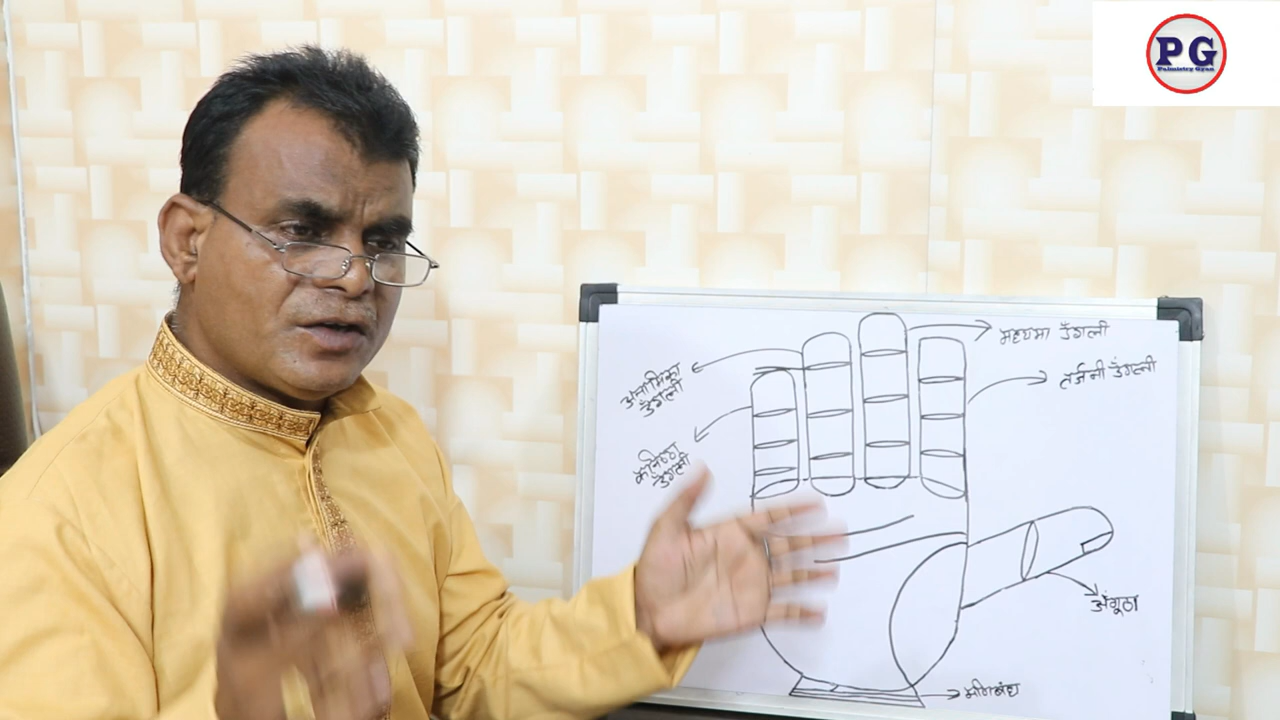 PG
Palmistry Gyan
मध्यमा उँगली
तर्जनी उँगली
अनामिका
उँगली
कनिष्ठा
उँगली
अँगूठा
मणिबंध